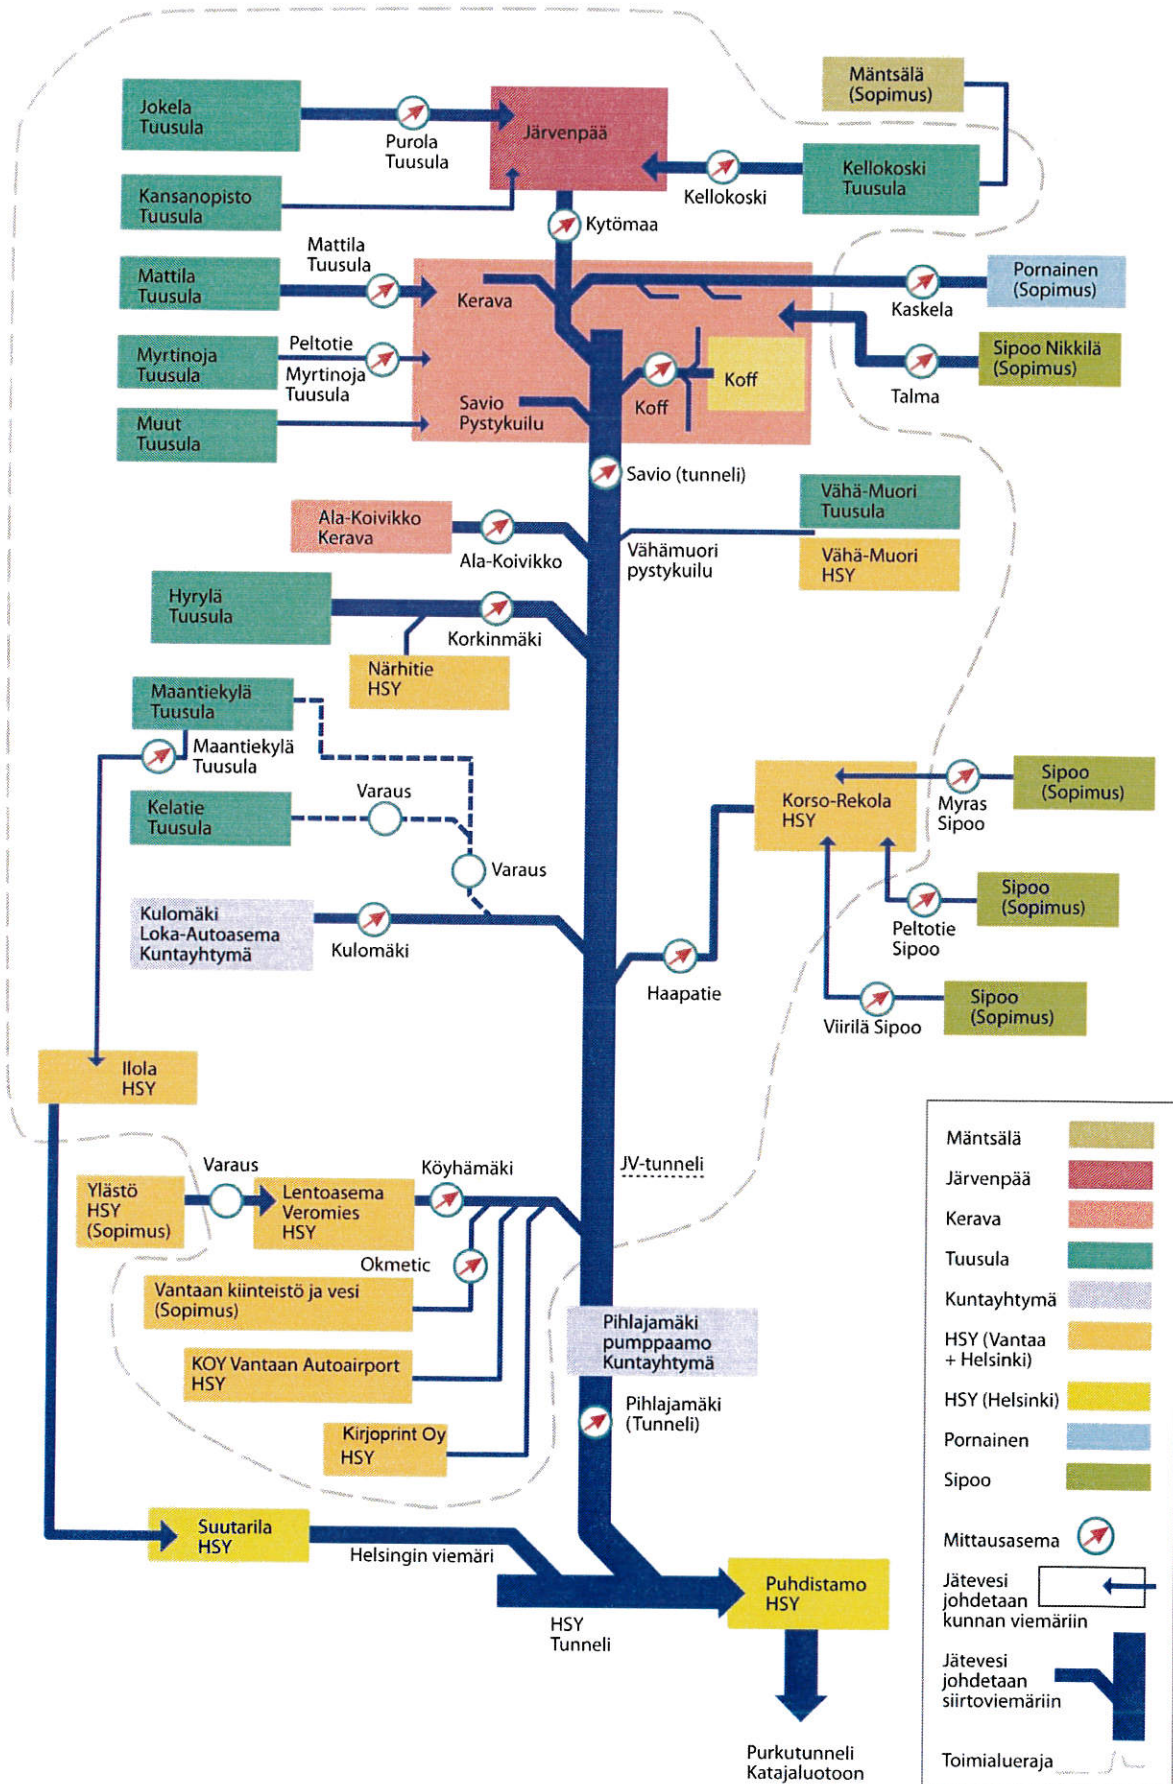 Mäntsälä
(Sopimus)
Jokela
Tuusula
Purola
Tuusula
Järvenpää
Kellokoski
Kellokoski
Tuusula
Kansanopisto
Tuusula
Kytömaa
Mattila
Tuusula
Mattila
Tuusula
Kerava
Kaskela
Pornainen
(Sopimus)
Myrtinoja
Tuusula
Peltotie
Myrtinoja
Tuusula
Koff
Koff
Talma
Sipoo Nikkilä
(Sopimus)
Muut
Tuusula
Savio
Pystykuilu
Savio (tunneli)
Ala-Koivikko
Kerava
Ala-Koivikko
Vähämuori
pystykuilu
Vähä-Muori
Tuusula
Vähä-Muori
HSY
Hyrylä
Tuusula
Korkinmäki
Närhitie
HSY
Maantiekylä
Tuusula
Maantiekylä
Tuusula
Kelatie
Tuusula
Varaus
Varaus
Korso-Rekola
HSY
Myras
Sipoo
Sipoo
(Sopimus)
Peltotie
Sipoo
Sipoo
(Sopimus)
Viirilä Sipoo
Sipoo
(Sopimus)
Kulomäki
Loka-Autoasema
Kuntayhtymä
Kulomäki
Haapatie
Ilola
HSY
JV-tunneli
Ylästö
HSY
(Sopimus)
Varaus
Lentoasema
Veromies
HSY
Köyhämäki
Okmetic
Vantaan kiinteistö ja vesi
(Sopimus)
KOY Vantaan Autoairport
HSY
Kirjoprint Oy
HSY
Pihlajamäki
pumppaamo
Kuntayhtymä
Pihlajamäki
(Tunneli)
Suutarila
HSY
Helsingin viemäri
HSY
Tunneli
Puhdistamo
HSY
Purkutunneli
Katajaluotoon
Mäntsälä
Järvenpää
Kerava
Tuusula
Kuntayhtymä
HSY (Vantaa
+ Helsinki)
HSY (Helsinki)
Pornainen
Sipoo
Mittausasema
Jätevesi
johdetaan
kunnan viemäriin
Jätevesi
johdetaan
siirtoviemäriin
Toimialueraja